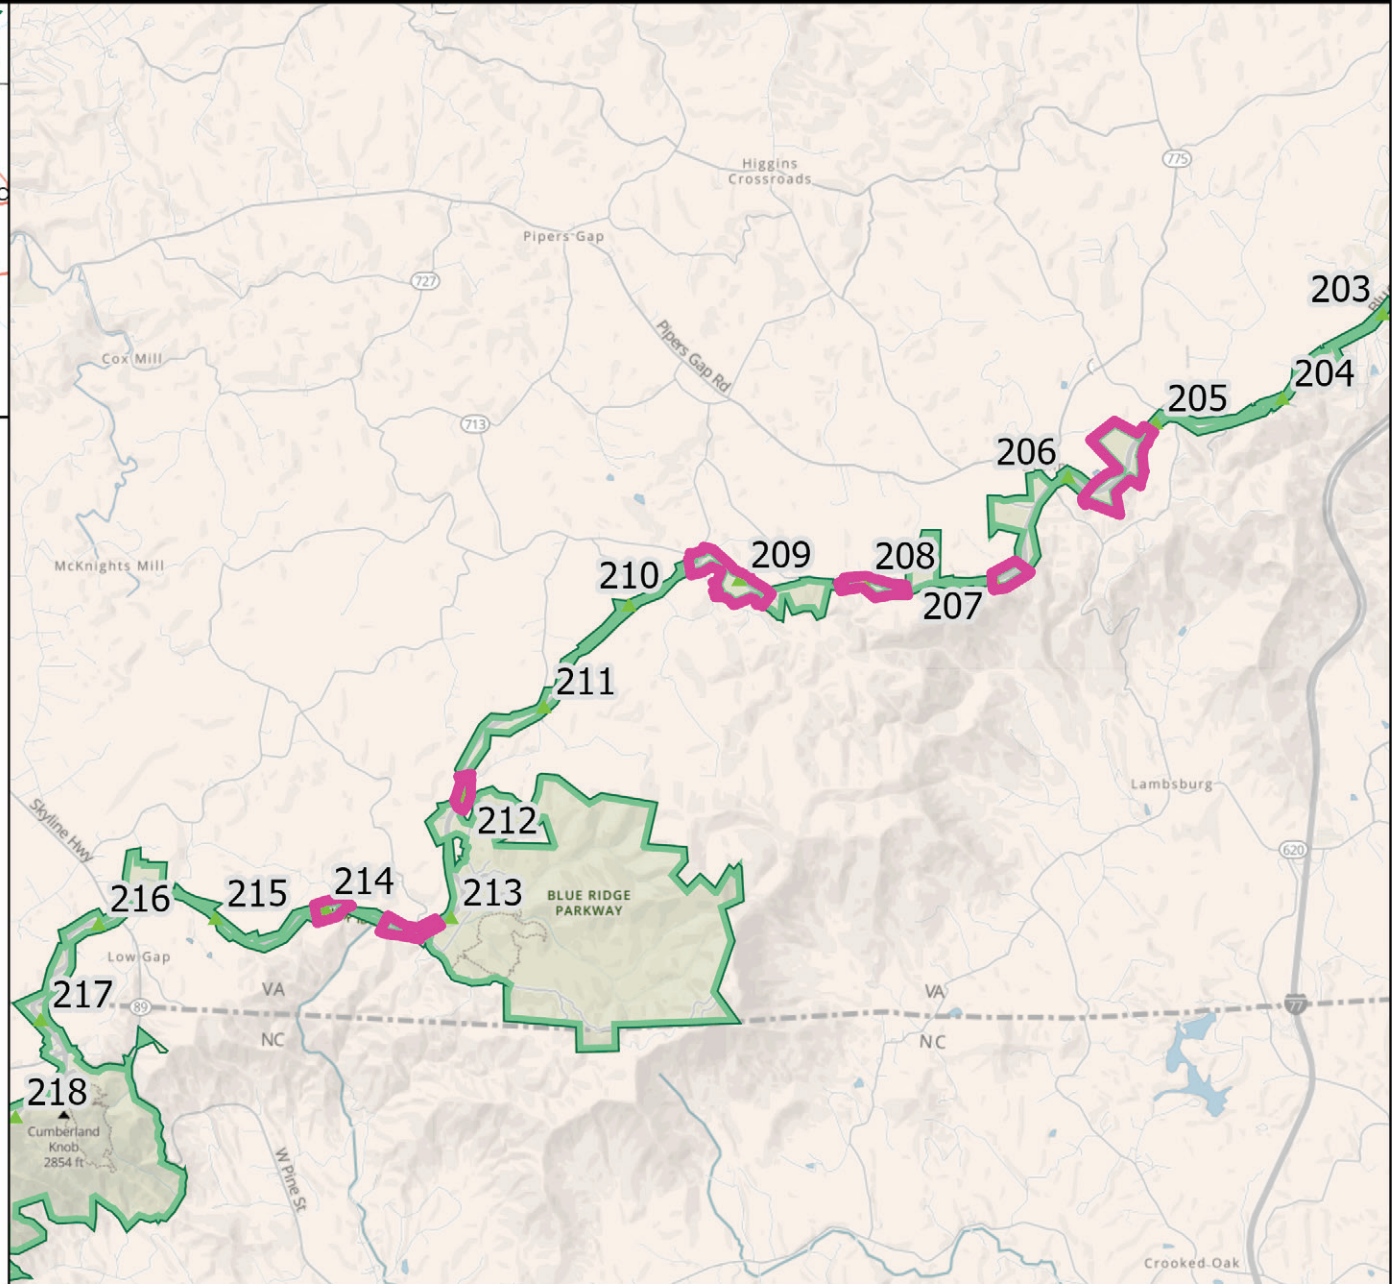 775
Higgins
Crossroads
Pipers Gap
727
203
Cox Mill
Pipers Gap Rd
204
205
713
206
McKnights Mill
210
209
208
207
211
Lambsburg
Skyline Hwy
212
620
216
215
214
213
BLUE RIDGE
PARKWAY
Low Gap
217
89
VA
NC
VA
NC
77
218
Cumberland
Knob
2854 ft
W Pine St
Crooked Oak